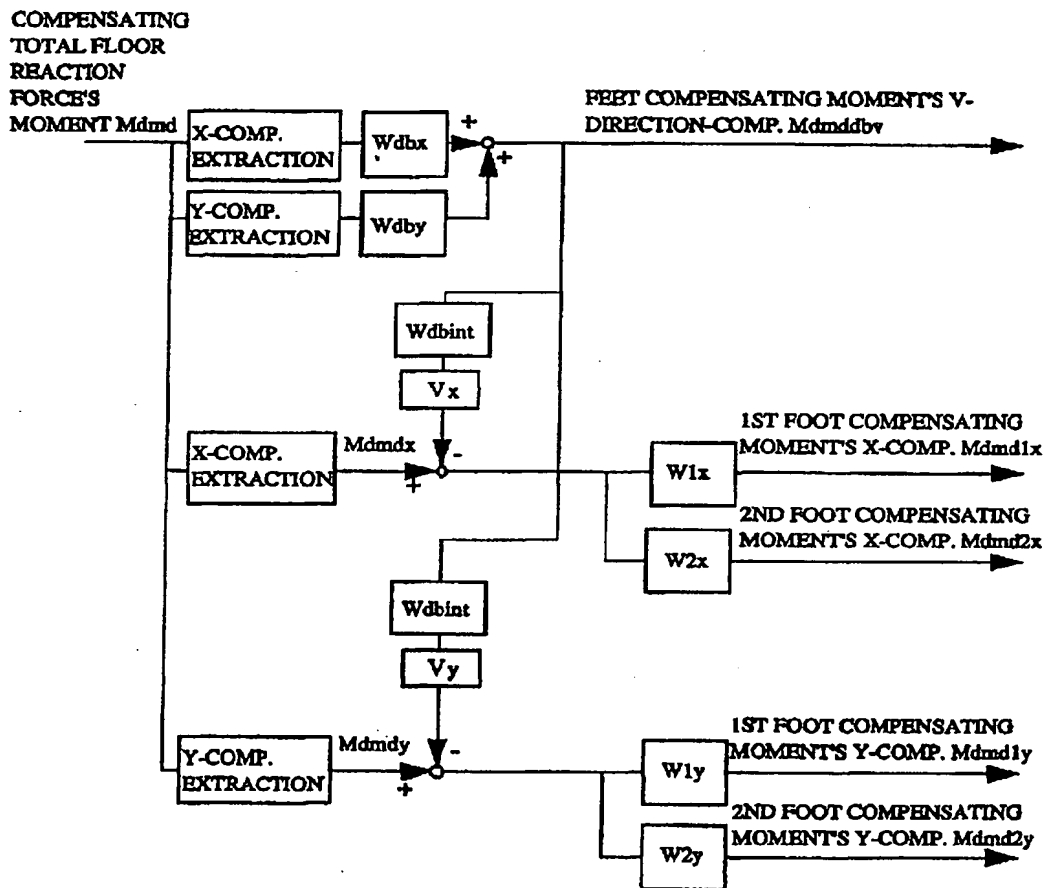 COMPENSATING
TOTAL FLOOR
REACTION
FORCE'S
MOMENT Mdmd
X-COMP.
EXTRACTION
Wdbx
+
+
FEET COMPENSATING MOMENT'S V-
DIRECTION-COMP. Mdmddbv
Y-COMP.
EXTRACTION
Wdby
Wdbint
Vx
X-COMP.
EXTRACTION
Mdmdx
-
+
W1x
1ST FOOT COMPENSATING
MOMENT'S X-COMP. Mdmd1x
W2x
2ND FOOT COMPENSATING
MOMENT'S X-COMP. Mdmd2x
Wdbint
Vy
Y-COMP.
EXTRACTION
Mdmdy
-
+
W1y
1ST FOOT COMPENSATING
MOMENT'S Y-COMP. Mdmd1y
W2y
2ND FOOT COMPENSATING
MOMENT'S Y-COMP. Mdmd2y